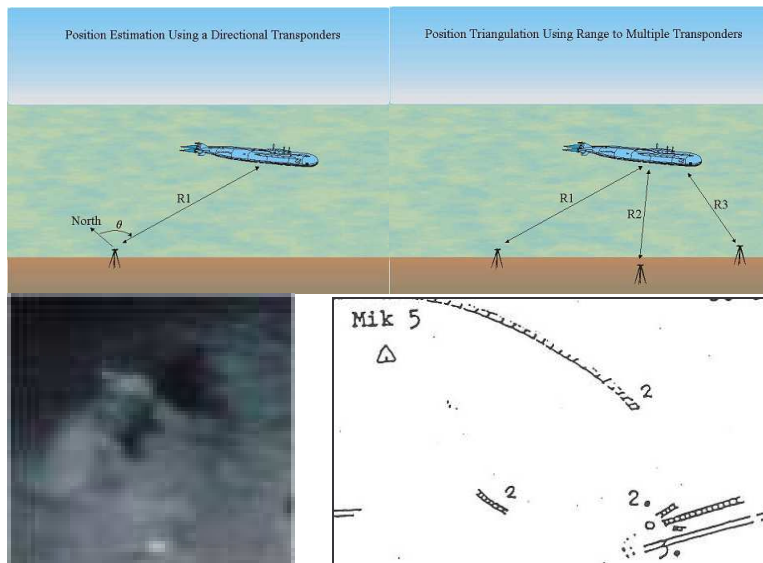 Position Estimation Using a Directional Transponders
R1
North
θ
Position Triangulation Using Range to Multiple Transponders
R1
R2
R3
Mik 5
2
2
2